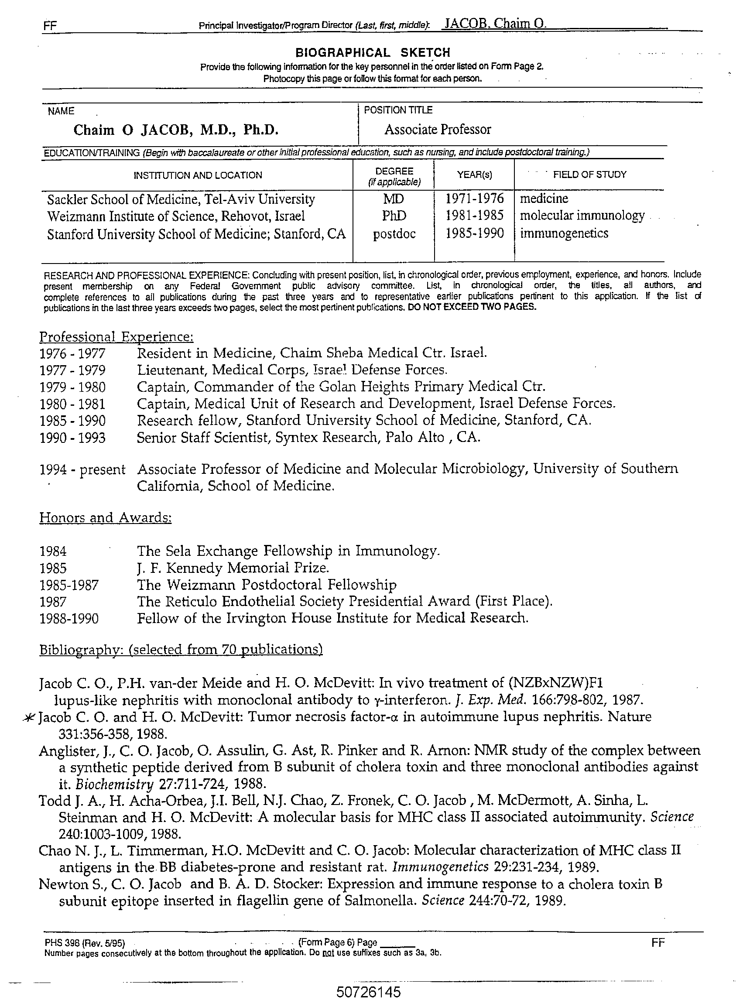 FF Principal Investigator/Program Director (Last, first, middle): JACOB, Chaim O.
BIOGRAPHICAL SKETCH
Provide the following information for the key personnel in the order listed on Form Page 2.
Photocopy this page or follow this format for each person.
NAME POSITION TITLE
Chaim O JACOB, M.D., Ph.D. Associate Professor
EDUCATION/TRAINING (Begin with baccalaureate or other initial professional education, such as nursing, and include postdoctoral training.)
INSTITUTION AND LOCATION DEGREE (if applicable) YEAR(s) FIELD OF STUDY
Sackler School of Medicine, Tel-Aviv University MD 1971-1976 medicine
Weizmann Institute of Science, Rehovot, Israel PhD 1981-1985 molecular immunology
Stanford University School of Medicine; Stanford, CA postdoc 1985-1990 immunogenetics
RESEARCH AND PROFESSIONAL EXPERIENCE: Concluding with present position, list, in chronological order, previous employment, experience, and honors. Include
present membership on any Federal Government public advisory committee. List, in chronological order, the titles, all authors, and
complete references to all publications during the past three years and to representative earlier publications pertinent to this application. If the list of
publications in the last three years exceeds two pages, select the most pertinent publications. DO NOT EXCEED TWO PAGES.
Professional Experience:
1976 - 1977 Resident in Medicine, Chaim Sheba Medical Ctr. Israel.
1977 - 1979 Lieutenant, Medical Corps, Israel Defense Forces.
1979 - 1980 Captain, Commander of the Golan Heights Primary Medical Ctr.
1980 - 1981 Captain, Medical Unit of Research and Development, Israel Defense Forces.
1985 - 1990 Research fellow, Stanford University School of Medicine, Stanford, CA.
1990 - 1993 Senior Staff Scientist, Syntex Research, Palo Alto , CA.
1994 - present Associate Professor of Medicine and Molecular Microbiology, University of Southern
California, School of Medicine.
Honors and Awards:
1984 The Sela Exchange Fellowship in Immunology.
1985 J. F. Kennedy Memorial Prize.
1985-1987 The Weizmann Postdoctoral Fellowship
1987 The Reticulo Endothelial Society Presidential Award (First Place).
1988-1990 Fellow of the Irvington House Institute for Medical Research.
Bibliography: (selected from 70 publications)
Jacob C. O., P.H. van-der Meide and H. O. McDevitt: In vivo treatment of (NZBxNZW)F1
lupus-like nephritis with monoclonal antibody to γ-interferon. J. Exp. Med. 166:798-802, 1987.
* Jacob C. O. and H. O. McDevitt: Tumor necrosis factor-α in autoimmune lupus nephritis. Nature
331:356-358, 1988.
Anglister, J., C. O. Jacob, O. Assulin, G. Ast, R. Pinker and R. Arnon: NMR study of the complex between
a synthetic peptide derived from B subunit of cholera toxin and three monoclonal antibodies against
it. Biochemistry 27:711-724, 1988.
Todd J. A., H. Acha-Orbea, J.I. Bell, N.J. Chao, Z. Fronek, C. O. Jacob , M. McDermott, A. Sinha, L.
Steinman and H. O. McDevitt: A molecular basis for MHC class II associated autoimmunity. Science
240:1003-1009, 1988.
Chao N. J., L. Timmerman, H.O. McDevitt and C. O. Jacob: Molecular characterization of MHC class II
antigens in the BB diabetes-prone and resistant rat. Immunogenetics 29:231-234, 1989.
Newton S., C. O. Jacob and B. A. D. Stocker: Expression and immune response to a cholera toxin B
subunit epitope inserted in flagellin gene of Salmonella. Science 244:70-72, 1989.
PHS 398 (Rev. 5/95) (Form Page 6) Page ______ FF
Number pages consecutively at the bottom throughout the application. Do not use suffixes such as 3a, 3b.
50726145